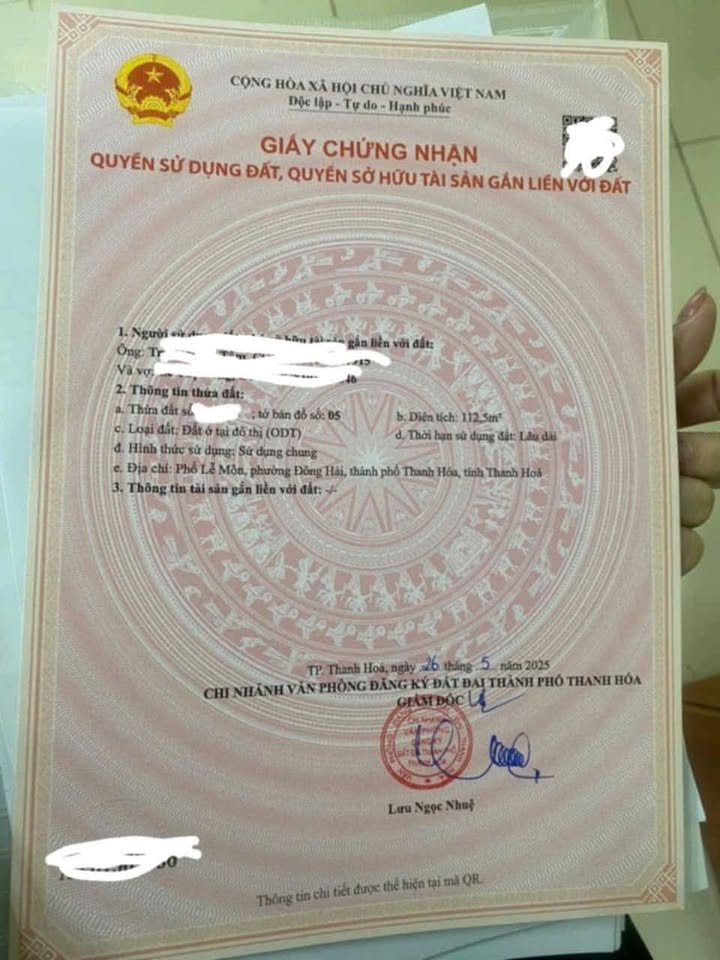 CỘNG HÒA XÃ HỘI CHỦ NGHĨA VIỆT NAM
Độc lập - Tự do - Hạnh phúc
GIẤY CHỨNG NHẬN
QUYỀN SỬ DỤNG ĐẤT, QUYỀN SỞ HỮU TÀI SẢN GẮN LIỀN VỚI ĐẤT
1. Người sử gắn liền với đất:
Ông:
Và vợ:
2. Thông tin thửa đất:
a. Thửa đất ; tờ bản đồ số: 05 b. Diện tích: 112,5m²
c. Loại đất: Đất ở tại đô thị (ODT) d. Thời hạn sử dụng đất: Lâu dài
đ. Hình thức sử dụng: Sử dụng chung
e. Địa chỉ: Phố Lễ Môn, phường Đông Hải, thành phố Thanh Hóa, tỉnh Thanh Hoá
3. Thông tin tài sản gắn liền với đất: -/-
TP. Thanh Hoá, ngày 26 tháng 5 năm 2025
CHI NHÁNH VĂN PHÒNG ĐĂNG KÝ ĐẤT ĐAI THÀNH PHỐ THANH HÓA
GIÁM ĐỐC
CHI NHÁNH
VĂN PHÒNG
ĐĂNG KÝ
Lưu Ngọc Nhuệ
Thông tin chi tiết được thể hiện tại mã QR.